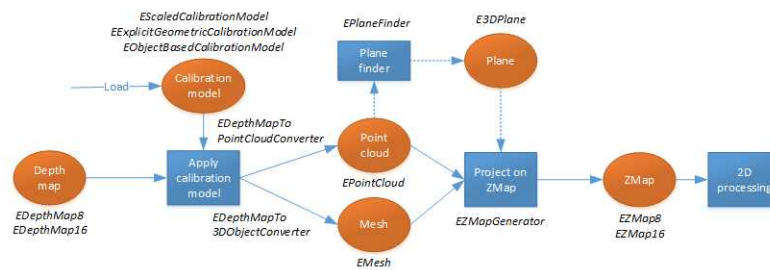 EScaledCalibrationModel
EExplicitGeometricCalibrationModel
EObjectBasedCalibrationModel
EPlaneFinder
E3DPlane
Load
Calibration
model
Plane
finder
Plane
EDepthMapTo
PointCloudConverter
Depth
map
Apply
calibration
model
Point
cloud
Project on
ZMap
ZMap
2D
processing
EDepthMap8
EDepthMap16
EPointCloud
EDepthMapTo
3DObjectConverter
Mesh
EMesh
EZMapGenerator
EZMap8
EZMap16